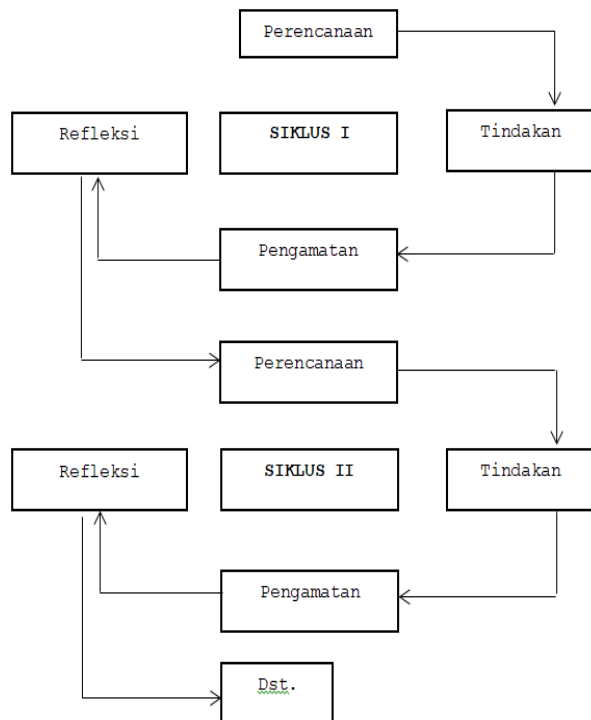 Perencanaan
Refleksi
SIKLUS I
Tindakan
Pengamatan
Perencanaan
Refleksi
SIKLUS II
Tindakan
Pengamatan
Dst.